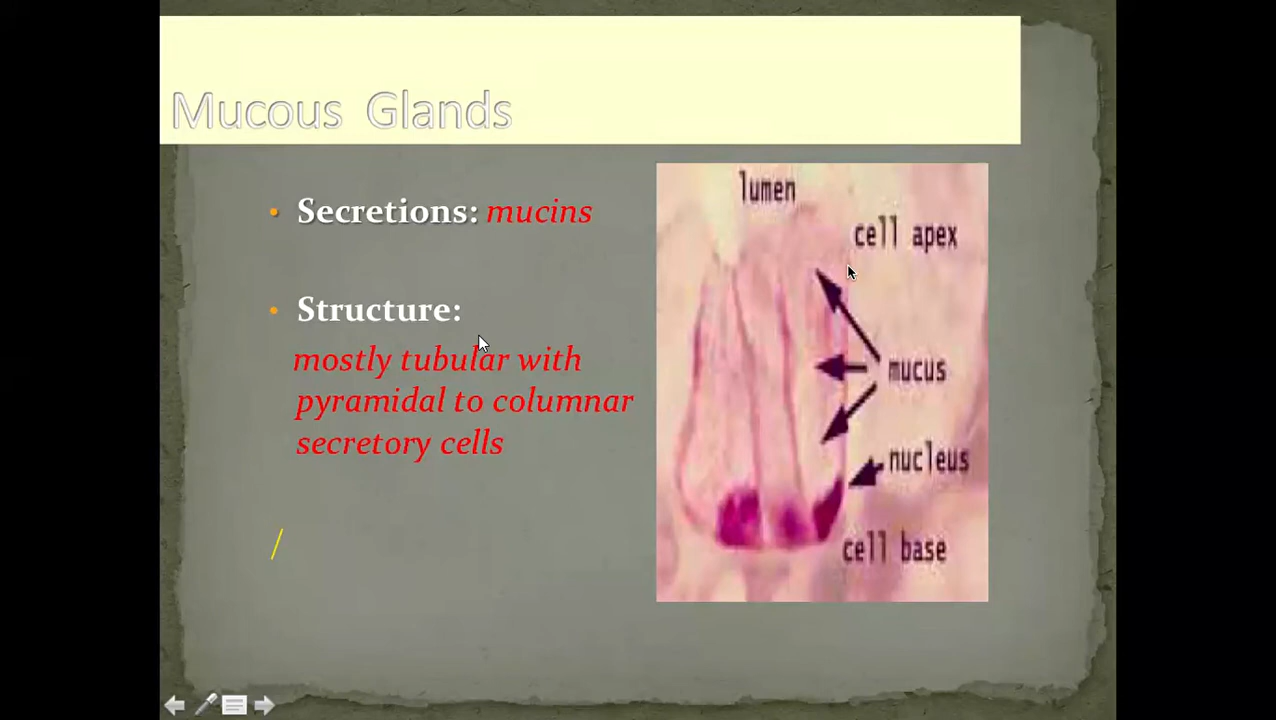 Mucous Glands
• Secretions: mucins
• Structure:
mostly tubular with
pyramidal to columnar
secretory cells
/
lumen
cell apex
mucus
nucleus
cell base